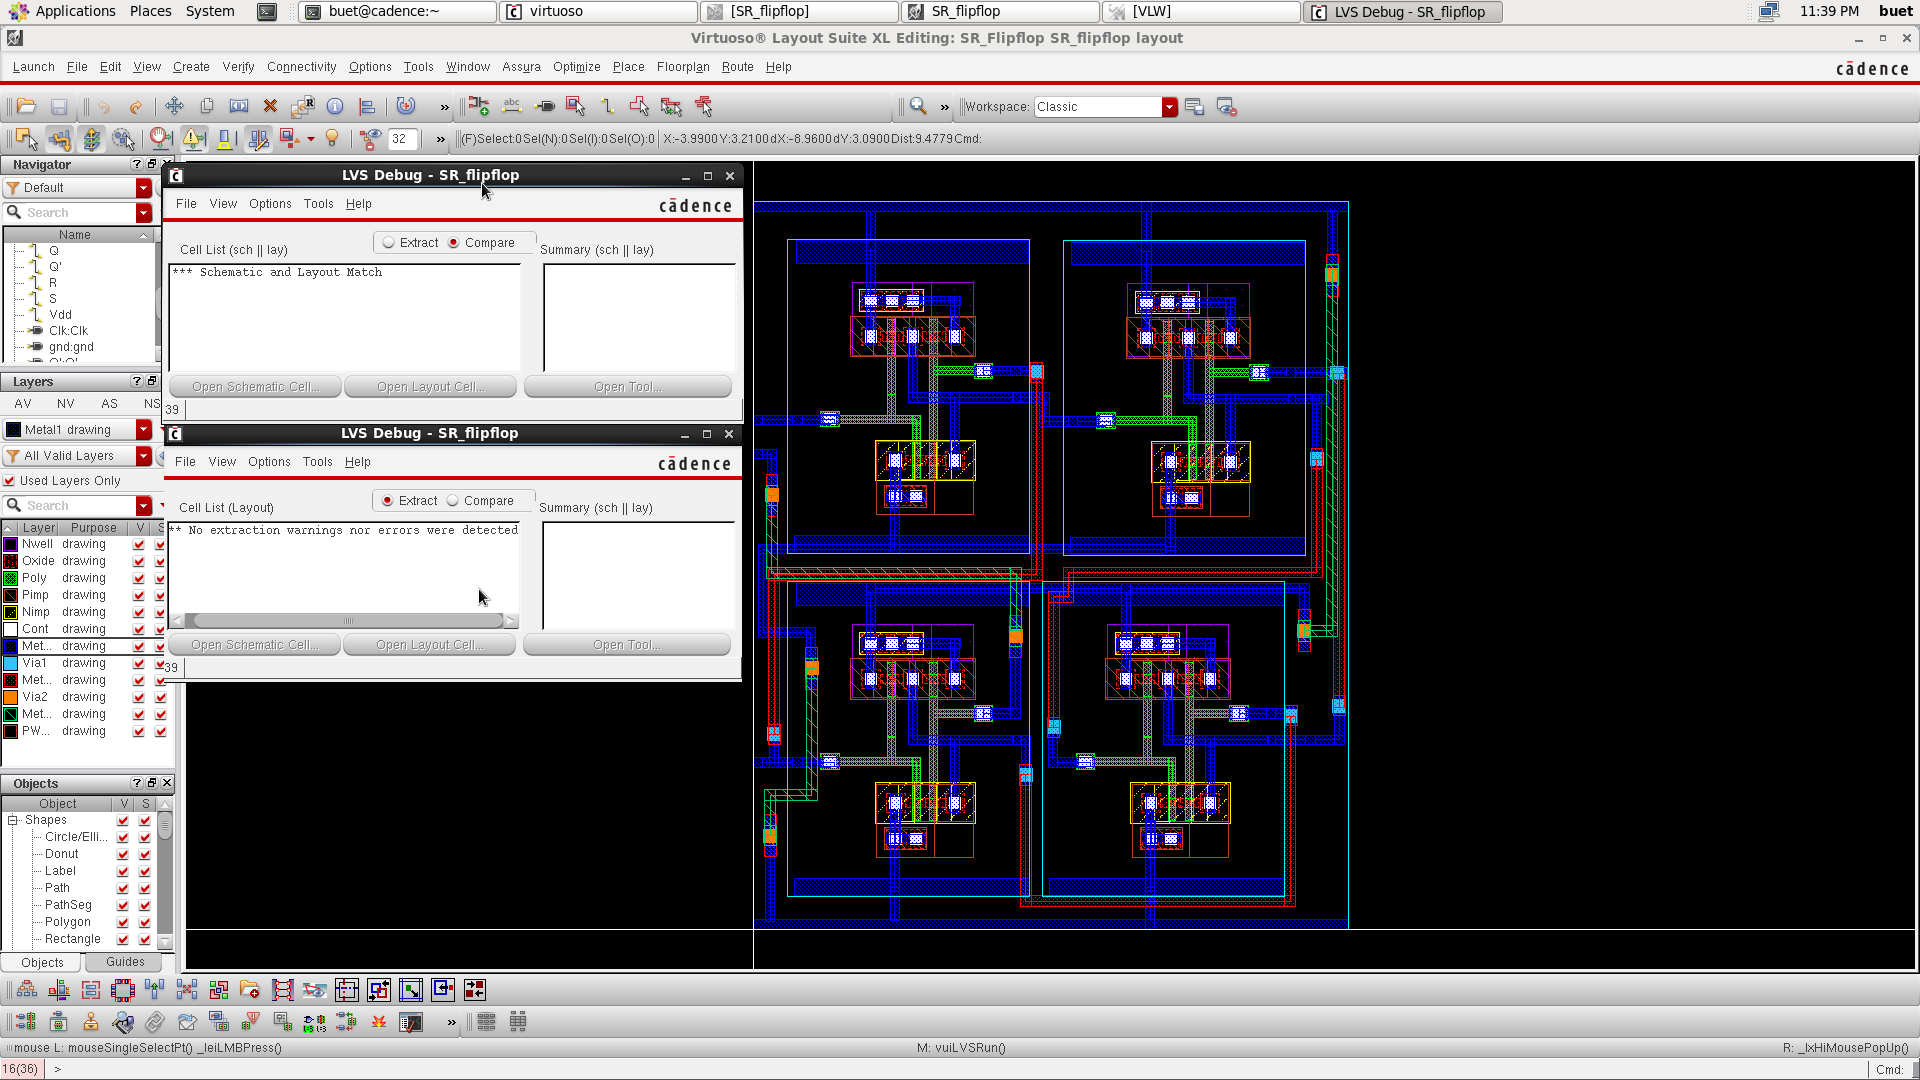 Applications Places System buet@cadence:~ virtuoso [SR_flipflop] SR_flipflop [VLW] LVS Debug - SR_flipflop 11:39 PM buet
Virtuoso® Layout Suite XL Editing: SR_Flipflop SR_flipflop layout
Launch File Edit View Create Verify Connectivity Options Tools Window Assura Optimize Place Floorplan Route Help cādence
abc » » Workspace: Classic
32 » (F)Select:0 Sel(N):0 Sel(I):0 Sel(O):0 X:-3.9900 Y:3.2100 dX:-8.9600 dY:3.0900 Dist:9.4779 Cmd:
Navigator
Default
Search
Name
Q
Q'
R
S
Vdd
Clk:Clk
gnd:gnd
Layers
AV NV AS NS
Metal1 drawing
All Valid Layers
Used Layers Only
Search
Layer Purpose V S
Nwell drawing
Oxide drawing
Poly drawing
Pimp drawing
Nimp drawing
Cont drawing
Met... drawing
Via1 drawing
Met... drawing
Via2 drawing
Met... drawing
PW... drawing
Objects
Object V S
Shapes
Circle/Elli...
Donut
Label
Path
PathSeg
Polygon
Rectangle
Objects Guides
LVS Debug - SR_flipflop
File View Options Tools Help cādence
Extract Compare
Cell List (sch || lay) Summary (sch || lay)
*** Schematic and Layout Match
Open Schematic Cell... Open Layout Cell... Open Tool...
39
LVS Debug - SR_flipflop
File View Options Tools Help cādence
Extract Compare
Cell List (Layout) Summary (sch || lay)
** No extraction warnings nor errors were detected
Open Schematic Cell... Open Layout Cell... Open Tool...
39
mouse L: mouseSingleSelectPt() _leiLMBPress() M: vuiLVSRun() R: _lxHiMousePopUp()
16(36) > Cmd: